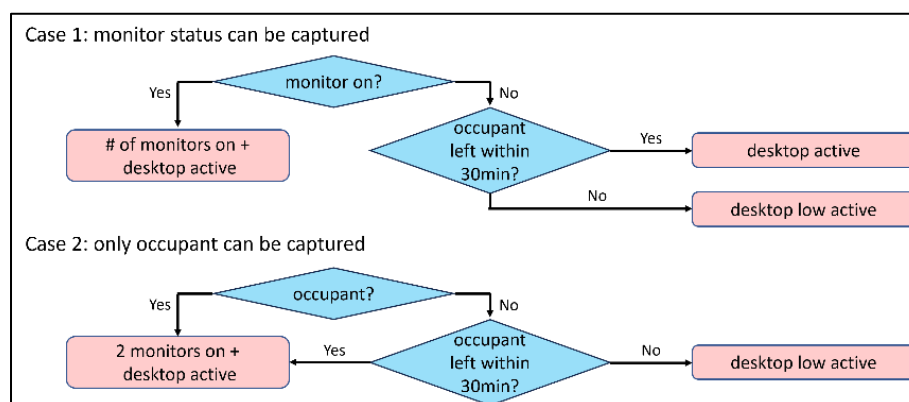 Case 1: monitor status can be captured
monitor on?
Yes
No
# of monitors on +
desktop active
occupant
left within
30min?
Yes
desktop active
No
desktop low active
Case 2: only occupant can be captured
occupant?
Yes
No
2 monitors on +
desktop active
Yes
occupant
left within
30min?
No
desktop low active